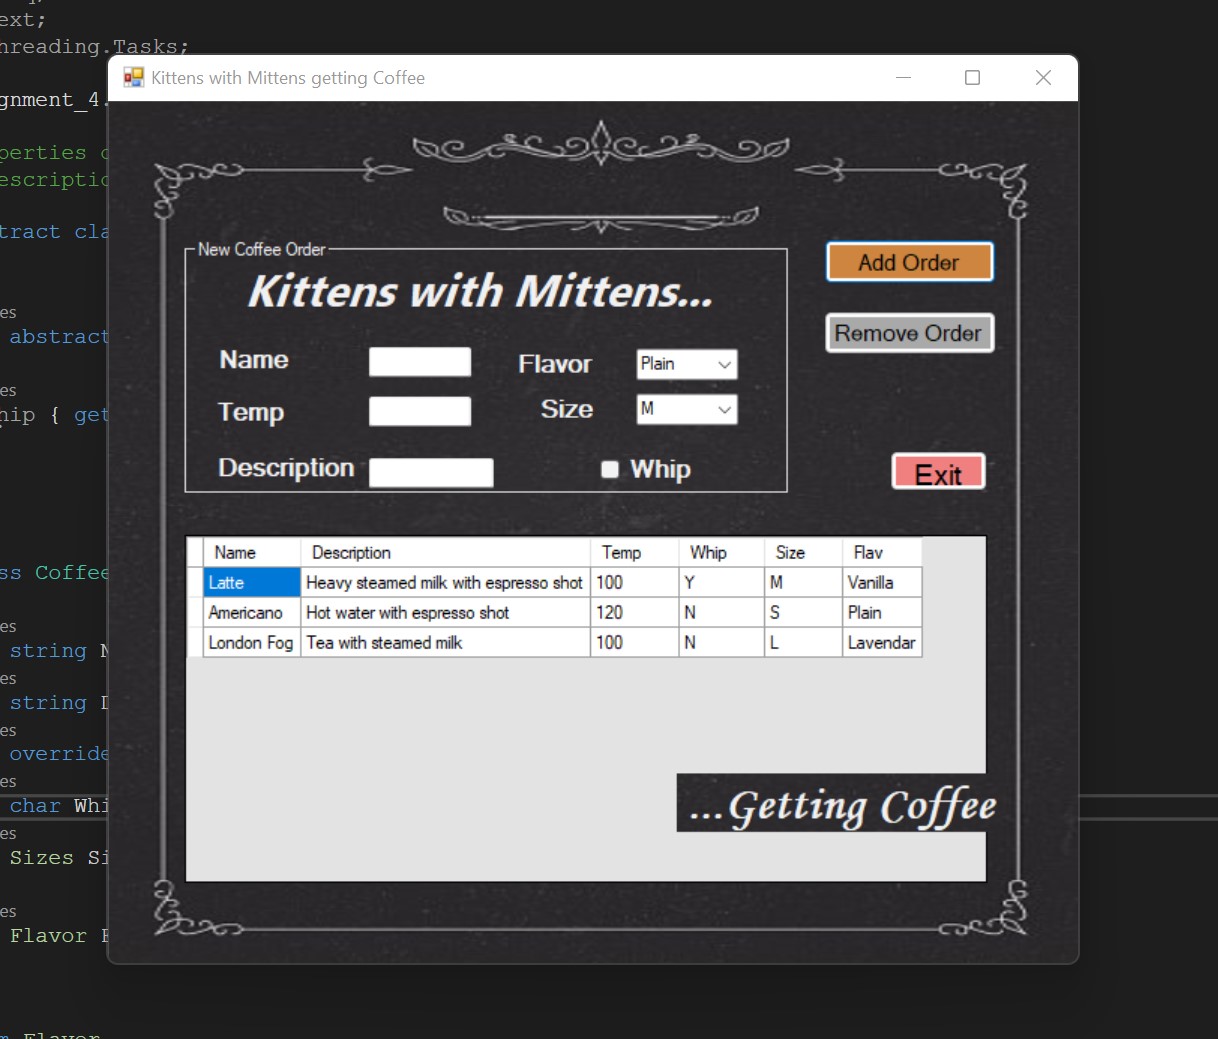 ext;
hreading.Tasks;
Kittens with Mittens getting Coffee
gnment_4.
perties
escriptio
tract cla
New Coffee Order
Add Order
Kittens with Mittens...
es
abstract
Remove Order
Name
Flavor
Plain
es
hip { get
Temp
Size
M
Description
Whip
Exit
Name Description Temp Whip Size Flav
ss Coffee
Latte Heavy steamed milk with espresso shot 100 Y M Vanilla
Americano Hot water with espresso shot 120 N S Plain
es
string N
London Fog Tea with steamed milk 100 N L Lavendar
es
string D
es
override
es
char Whi
...Getting Coffee
es
Sizes Si
es
Flavor
Flavor